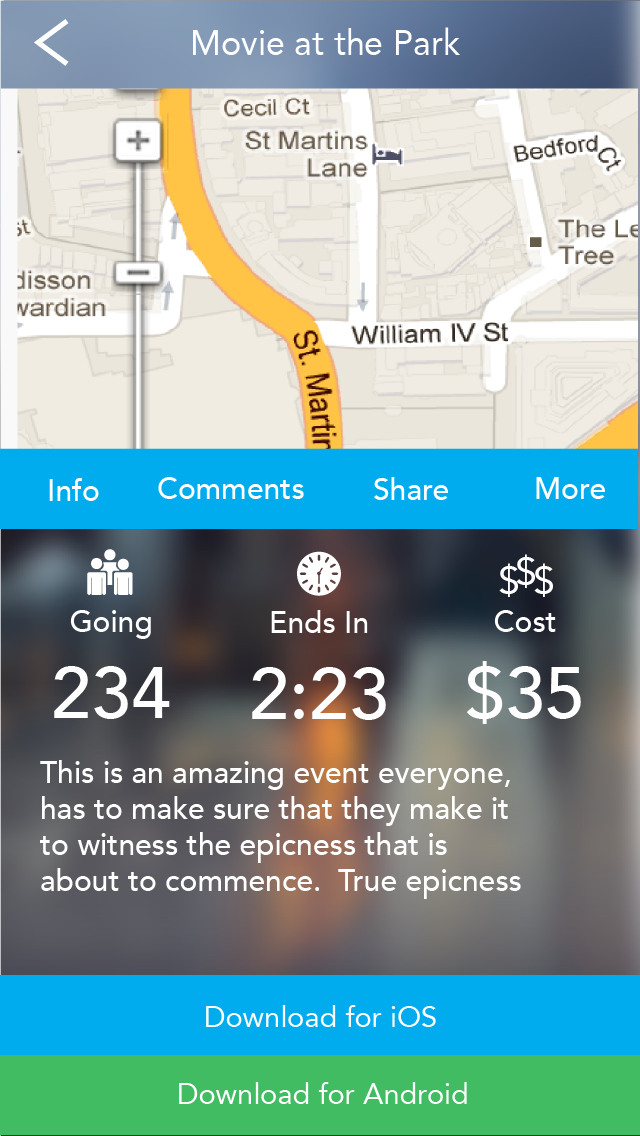 Movie at the Park
Cecil Ct
St Martins
Lane
Bedford Ct
The Le
Tree
st
disson
wardian
William IV St
St. Martin
Info Comments Share More
$$$
Going Ends In Cost
234 2:23 $35
This is an amazing event everyone,
has to make sure that they make it
to witness the epicness that is
about to commence.  True epicness
Download for iOS
Download for Android